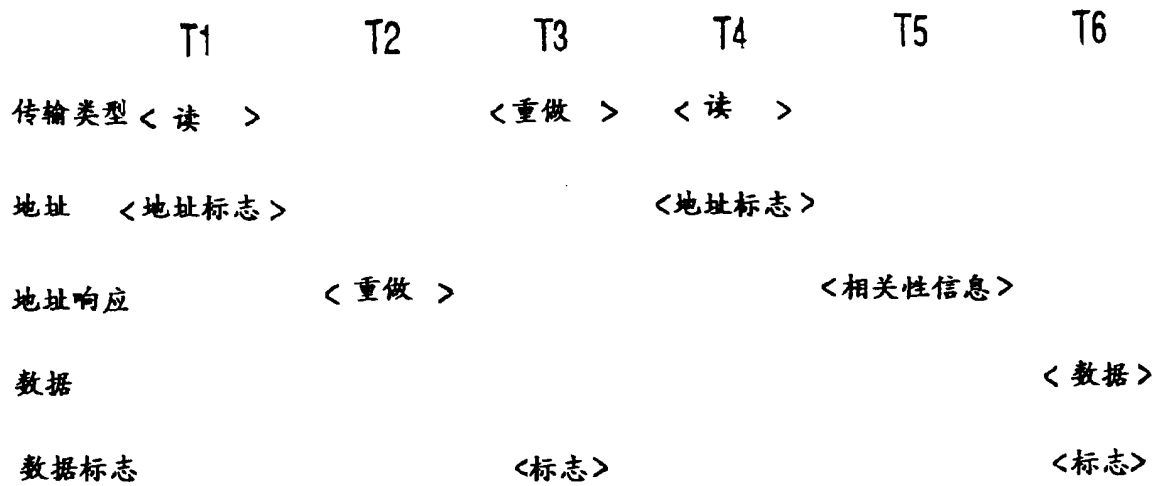 T1 T2 T3 T4 T5 T6
传输类型 < 读 > <重做 > < 读 >
地址 <地址标志> <地址标志>
地址响应 < 重做 > <相关性信息>
数据 < 数据 >
数据标志 <标志> <标志>